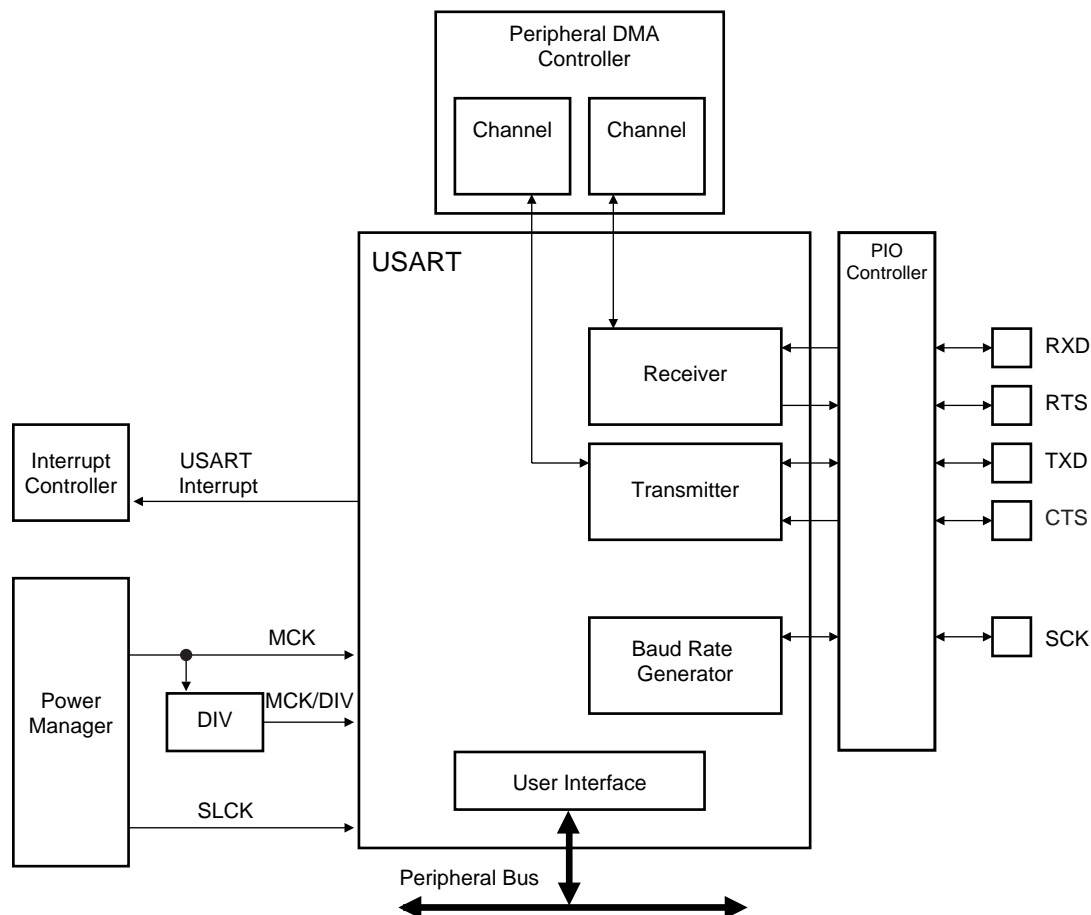 Peripheral DMA
Controller
Channel
Channel
USART
PIO
Controller
Receiver
RXD
RTS
Interrupt
Controller
USART
Interrupt
Transmitter
TXD
CTS
MCK
Baud Rate
Generator
SCK
Power
Manager
DIV
MCK/DIV
User Interface
SLCK
Peripheral Bus